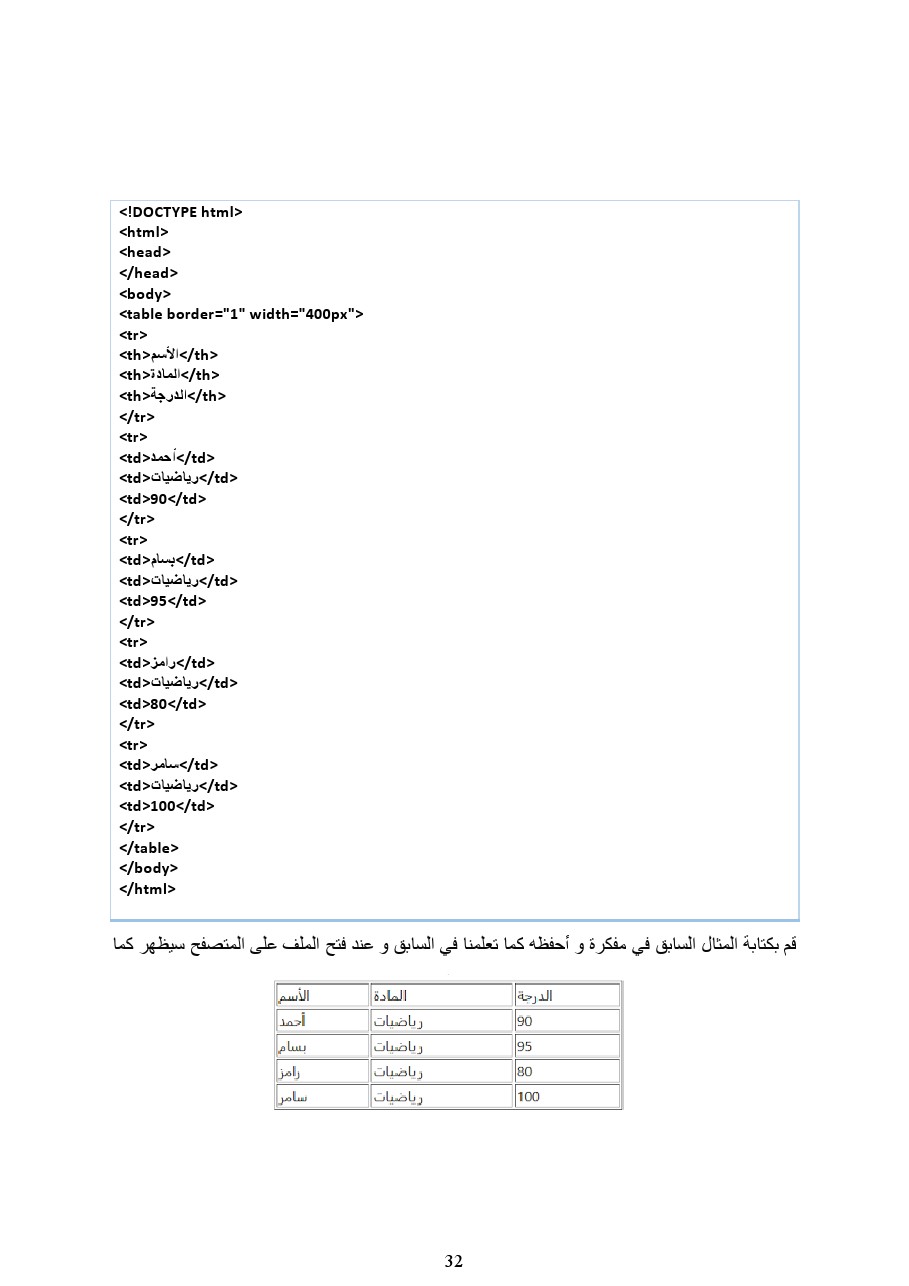 <!DOCTYPE html>
<html>
<head>
</head>
<body>
<table border="1" width="400px">
<tr>
<th>الأسم</th>
<th>المادة</th>
<th>الدرجة</th>
</tr>
<tr>
<td>أحمد</td>
<td>رياضيات</td>
<td>90</td>
</tr>
<tr>
<td>بسام</td>
<td>رياضيات</td>
<td>95</td>
</tr>
<tr>
<td>رامز</td>
<td>رياضيات</td>
<td>80</td>
</tr>
<tr>
<td>سامر</td>
<td>رياضيات</td>
<td>100</td>
</tr>
</table>
</body>
</html>
قم بكتابة المثال السابق في مفكرة و أحفظه كما تعلمنا في السابق و عند فتح الملف على المتصفح سيظهر كما
الأسم المادة الدرجة
أحمد رياضيات 90
بسام رياضيات 95
رامز رياضيات 80
سامر رياضيات 100
32